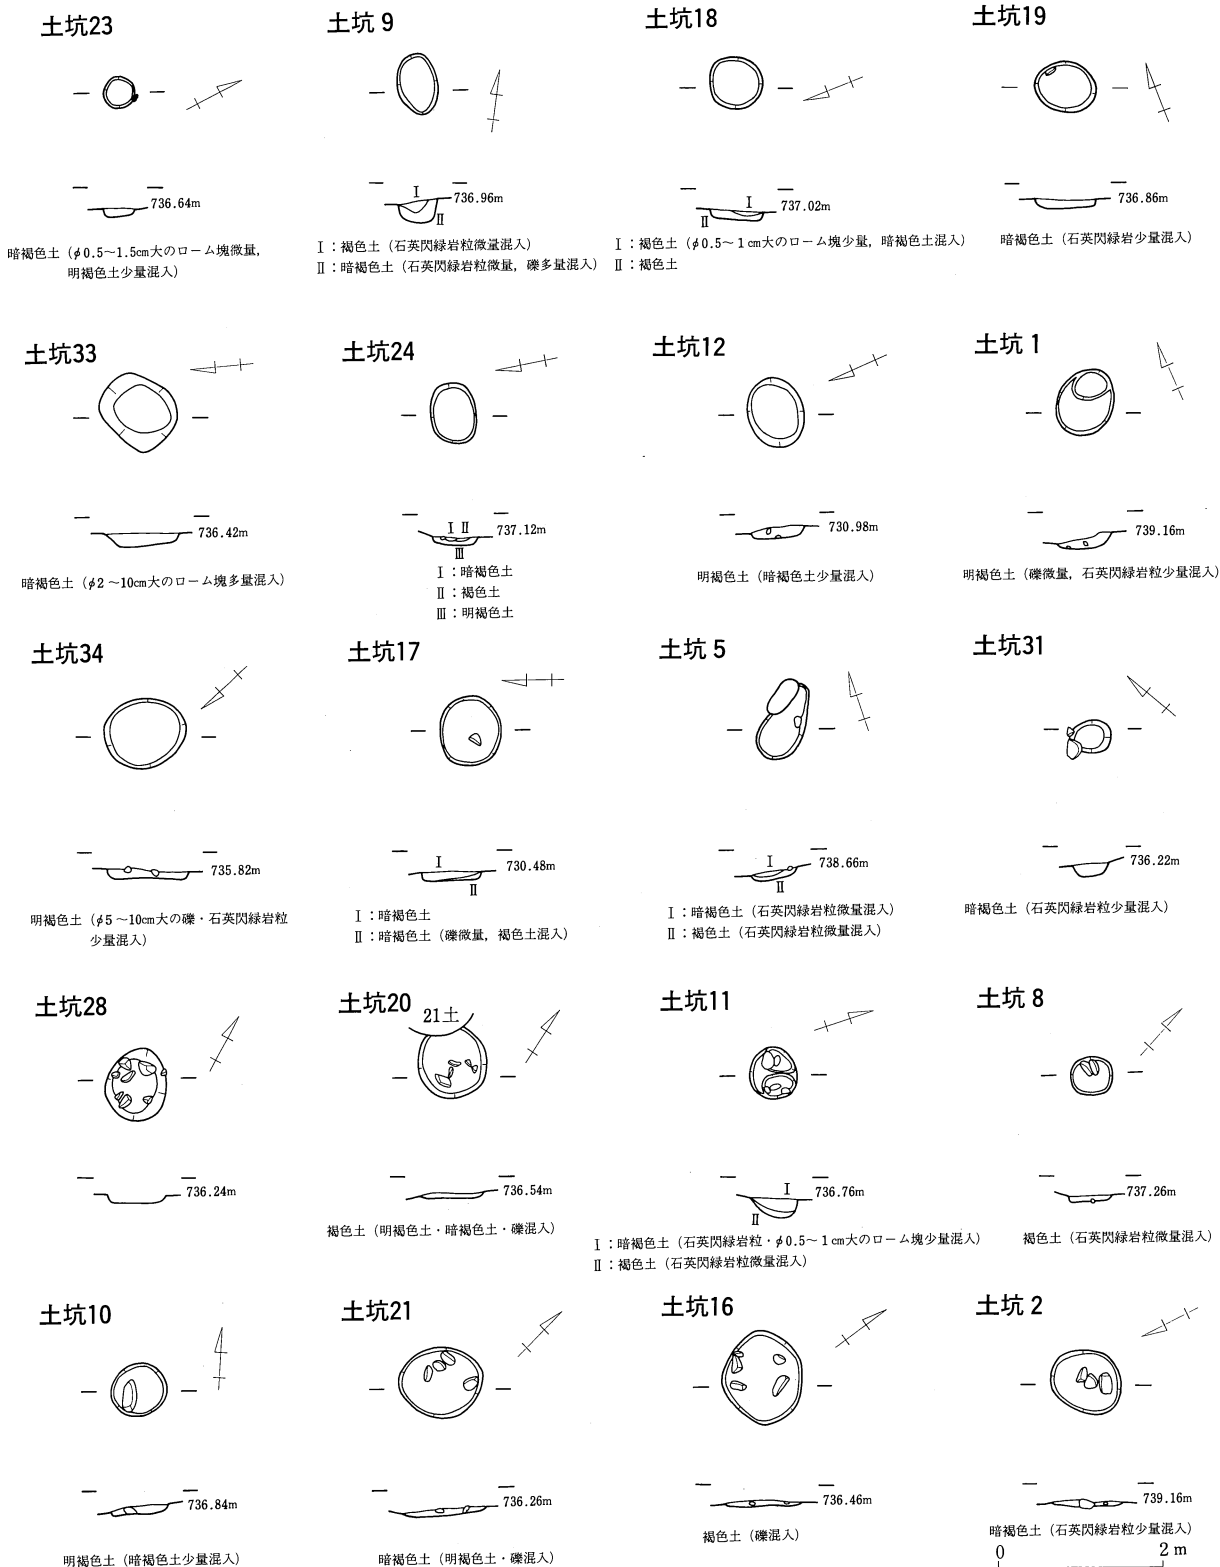 土坑23
736.64m
暗褐色土（φ0.5～1.5cm大のローム塊微量，
明褐色土少量混入）
土坑 9
Ⅰ
736.96m
Ⅱ
Ⅰ：褐色土（石英閃緑岩粒微量混入）
Ⅱ：暗褐色土（石英閃緑岩粒微量，礫多量混入）
土坑18
Ⅰ
737.02m
Ⅱ
Ⅰ：褐色土（φ0.5～1㎝大のローム塊少量，暗褐色土混入）
Ⅱ：褐色土
土坑19
736.86m
暗褐色土（石英閃緑岩少量混入）
土坑33
736.42m
暗褐色土（φ2～10cm大のローム塊多量混入）
土坑24
Ⅰ Ⅱ
737.12m
Ⅲ
Ⅰ：暗褐色土
Ⅱ：褐色土
Ⅲ：明褐色土
土坑12
730.98m
明褐色土（暗褐色土少量混入）
土坑 1
739.16m
明褐色土（礫微量，石英閃緑岩粒少量混入）
土坑34
735.82m
明褐色土（φ5～10cm大の礫・石英閃緑岩粒
少量混入）
土坑17
Ⅰ
730.48m
Ⅱ
Ⅰ：暗褐色土
Ⅱ：暗褐色土（礫微量，褐色土混入）
土坑 5
Ⅰ
738.66m
Ⅱ
Ⅰ：暗褐色土（石英閃緑岩粒微量混入）
Ⅱ：褐色土（石英閃緑岩粒微量混入）
土坑31
736.22m
暗褐色土（石英閃緑岩粒少量混入）
土坑28
736.24m
土坑20
21土
736.54m
褐色土（明褐色土・暗褐色土・礫混入）
土坑11
Ⅰ
736.76m
Ⅱ
Ⅰ：暗褐色土（石英閃緑岩粒・φ0.5～1㎝大のローム塊少量混入）
Ⅱ：褐色土（石英閃緑岩粒微量混入）
土坑 8
737.26m
褐色土（石英閃緑岩粒微量混入）
土坑10
736.84m
明褐色土（暗褐色土少量混入）
土坑21
736.26m
暗褐色土（明褐色土・礫混入）
土坑16
736.46m
褐色土（礫混入）
土坑 2
739.16m
暗褐色土（石英閃緑岩粒少量混入）
0 2 m